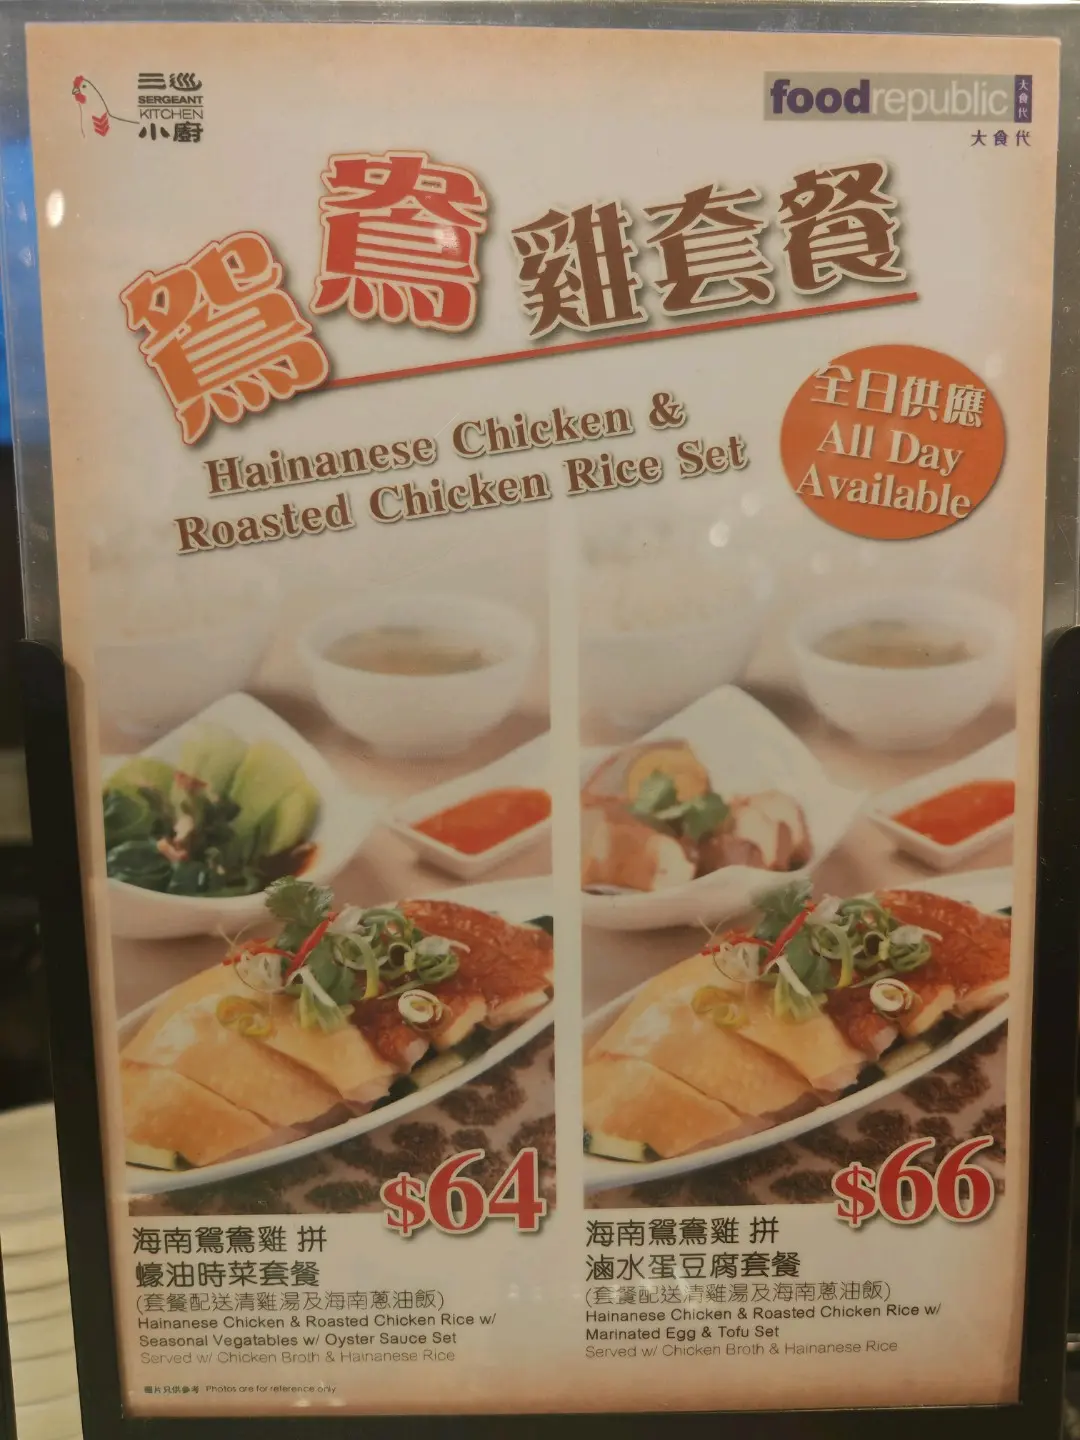 三巡
SERGEANT
KITCHEN
小廚
foodrepublic
大食代
大食代
鴛鴦雞套餐
Hainanese Chicken &
Roasted Chicken Rice Set
全日供應
All Day
Available
$64
海南鴛鴦雞 拼
蠔油時菜套餐
(套餐配送清雞湯及海南蔥油飯)
Hainanese Chicken & Roasted Chicken Rice w/
Seasonal Vegatables w/ Oyster Sauce Set
Served w/ Chicken Broth & Hainanese Rice
$66
海南鴛鴦雞 拼
滷水蛋豆腐套餐
(套餐配送清雞湯及海南蔥油飯)
Hainanese Chicken & Roasted Chicken Rice w/
Marinated Egg & Tofu Set
Served w/ Chicken Broth & Hainanese Rice
圖片只供參考 Photos are for reference only